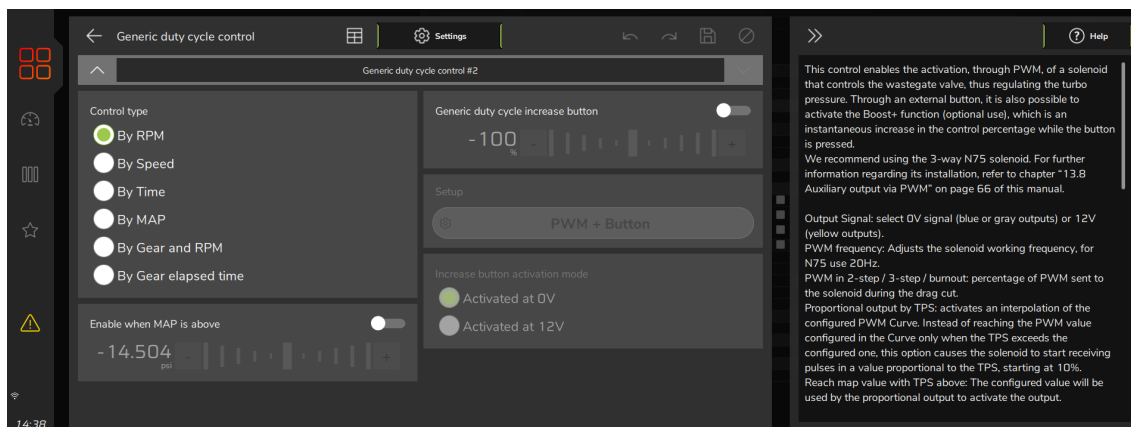 Generic duty cycle control
Settings
Help
Generic duty cycle control #2
Control type
By RPM
By Speed
By Time
By MAP
By Gear and RPM
By Gear elapsed time
Enable when MAP is above
-14.504
psi
-
+
Generic duty cycle increase button
-100
%
-
+
Setup
PWM + Button
Increase button activation mode
Activated at 0V
Activated at 12V
This control enables the activation, through PWM, of a solenoid
that controls the wastegate valve, thus regulating the turbo
pressure. Through an external button, it is also possible to
activate the Boost+ function (optional use), which is an
instantaneous increase in the control percentage while the button
is pressed.
We recommend using the 3-way N75 solenoid. For further
information regarding its installation, refer to chapter “13.8
Auxiliary output via PWM” on page 66 of this manual.
Output Signal: select 0V signal (blue or gray outputs) or 12V
(yellow outputs).
PWM frequency: Adjusts the solenoid working frequency, for
N75 use 20Hz.
PWM in 2-step / 3-step / burnout: percentage of PWM sent to
the solenoid during the drag cut.
Proportional output by TPS: activates an interpolation of the
configured PWM Curve. Instead of reaching the PWM value
configured in the Curve only when the TPS exceeds the
configured one, this option causes the solenoid to start receiving
pulses in a value proportional to the TPS, starting at 10%.
Reach map value with TPS above: The configured value will be
used by the proportional output to activate the output.
14:38